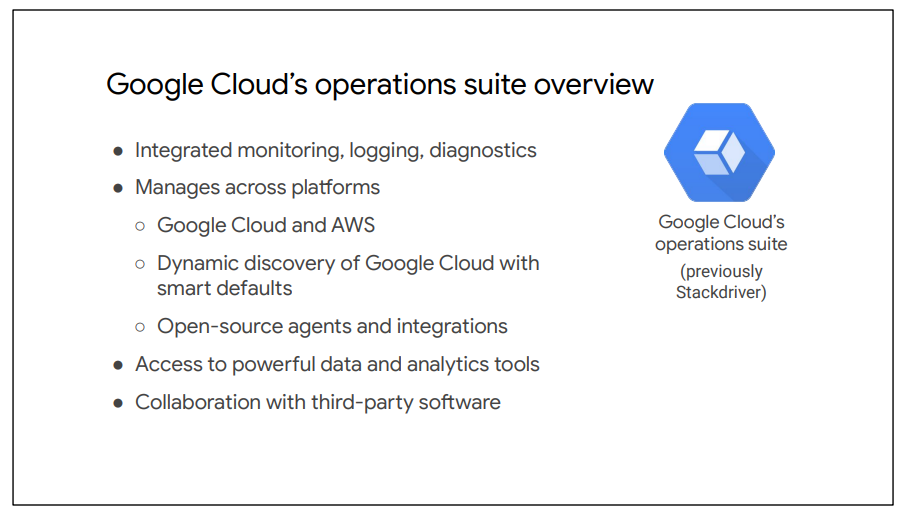 Google Cloud’s operations suite overview
● Integrated monitoring, logging, diagnostics
● Manages across platforms
○ Google Cloud and AWS
○ Dynamic discovery of Google Cloud with
smart defaults
○ Open-source agents and integrations
● Access to powerful data and analytics tools
● Collaboration with third-party software
Google Cloud’s
operations suite
(previously
Stackdriver)